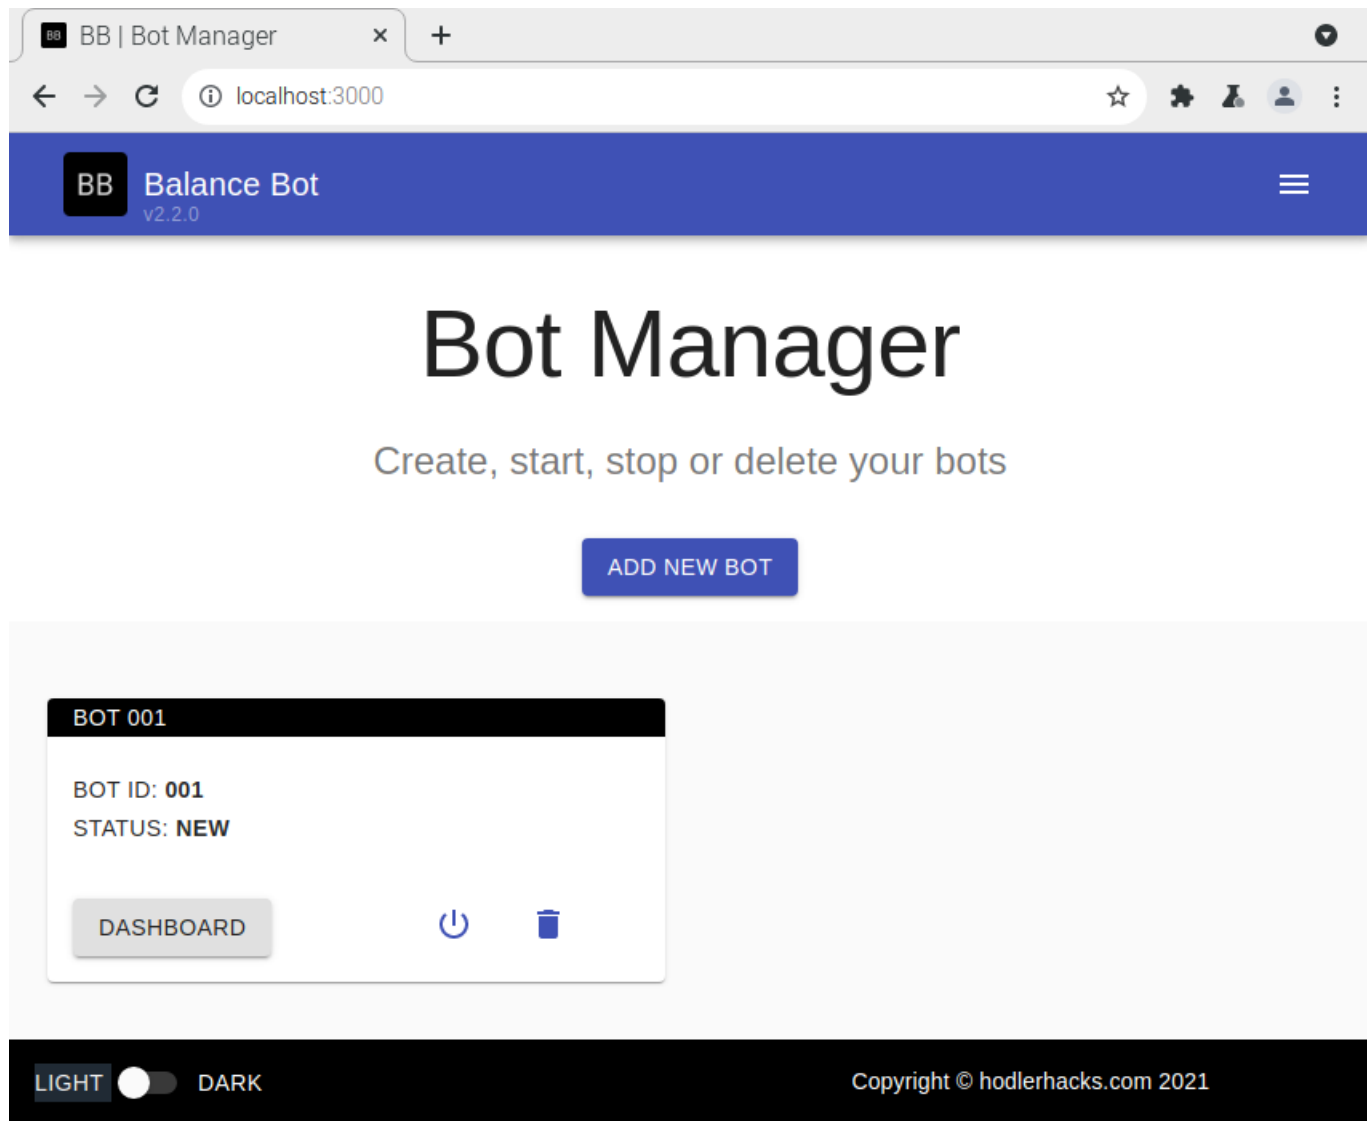 BB BB | Bot Manager
localhost:3000
BB Balance Bot
v2.2.0
Bot Manager
Create, start, stop or delete your bots
ADD NEW BOT
BOT 001
BOT ID: 001
STATUS: NEW
DASHBOARD
LIGHT DARK Copyright © hodlerhacks.com 2021